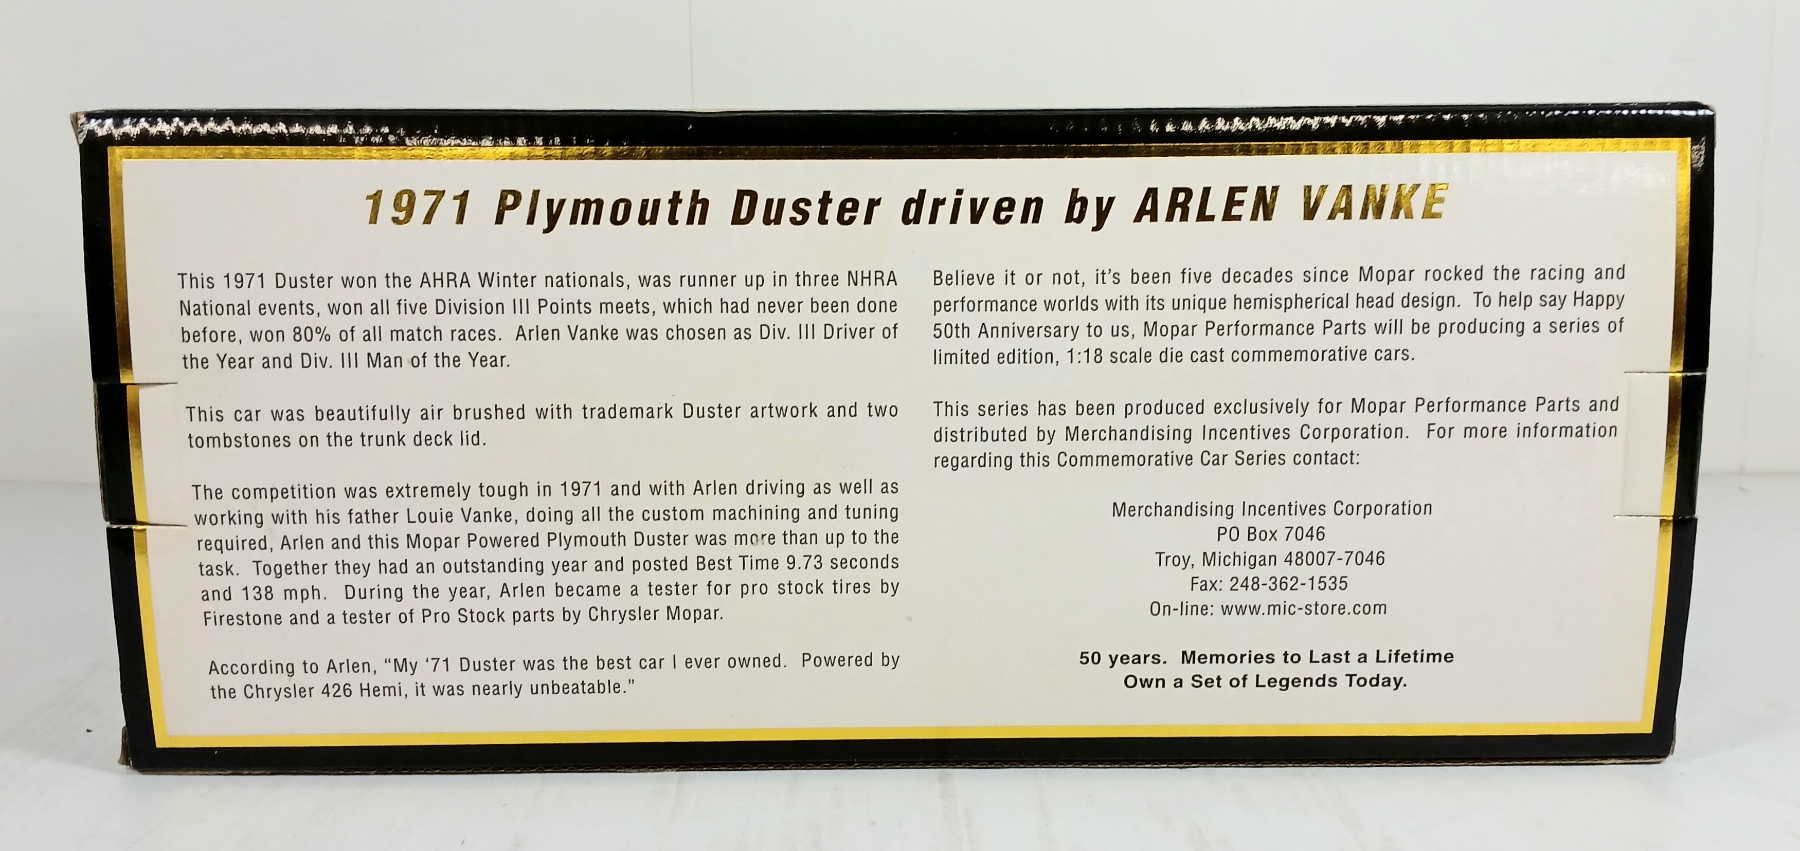 1971 Plymouth Duster driven by ARLEN VANKE
This 1971 Duster won the AHRA Winter nationals, was runner up in three NHRA
National events, won all five Division III Points meets, which had never been done
before, won 80% of all match races. Arlen Vanke was chosen as Div. III Driver of
the Year and Div. III Man of the Year.
This car was beautifully air brushed with trademark Duster artwork and two
tombstones on the trunk deck lid.
The competition was extremely tough in 1971 and with Arlen driving as well as
working with his father Louie Vanke, doing all the custom machining and tuning
required, Arlen and this Mopar Powered Plymouth Duster was more than up to the
task. Together they had an outstanding year and posted Best Time 9.73 seconds
and 138 mph. During the year, Arlen became a tester for pro stock tires by
Firestone and a tester of Pro Stock parts by Chrysler Mopar.
According to Arlen, “My ‘71 Duster was the best car I ever owned. Powered by
the Chrysler 426 Hemi, it was nearly unbeatable.”
Believe it or not, it’s been five decades since Mopar rocked the racing and
performance worlds with its unique hemispherical head design. To help say Happy
50th Anniversary to us, Mopar Performance Parts will be producing a series of
limited edition, 1:18 scale die cast commemorative cars.
This series has been produced exclusively for Mopar Performance Parts and
distributed by Merchandising Incentives Corporation. For more information
regarding this Commemorative Car Series contact:
Merchandising Incentives Corporation
PO Box 7046
Troy, Michigan 48007-7046
Fax: 248-362-1535
On-line: www.mic-store.com
50 years. Memories to Last a Lifetime
Own a Set of Legends Today.